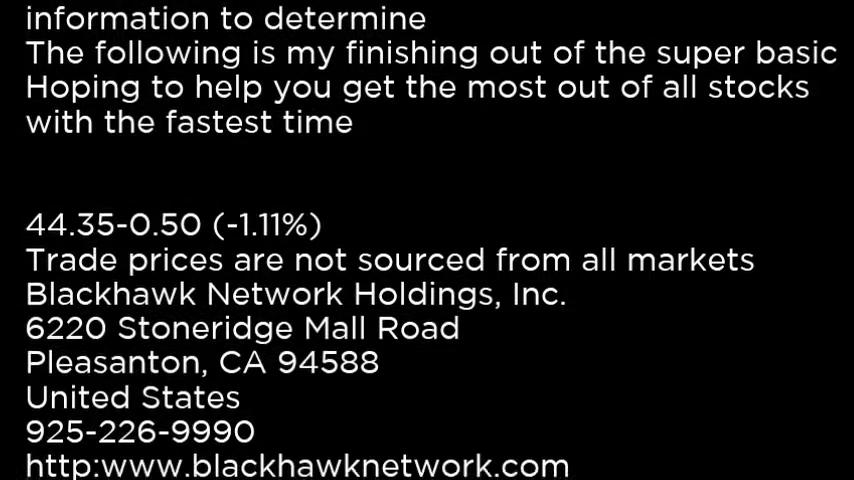 information to determine
The following is my finishing out of the super basic
Hoping to help you get the most out of all stocks
with the fastest time
44.35-0.50 (-1.11%)
Trade prices are not sourced from all markets
Blackhawk Network Holdings, Inc.
6220 Stoneridge Mall Road
Pleasanton, CA 94588
United States
925-226-9990
http:www.blackhawknetwork.com